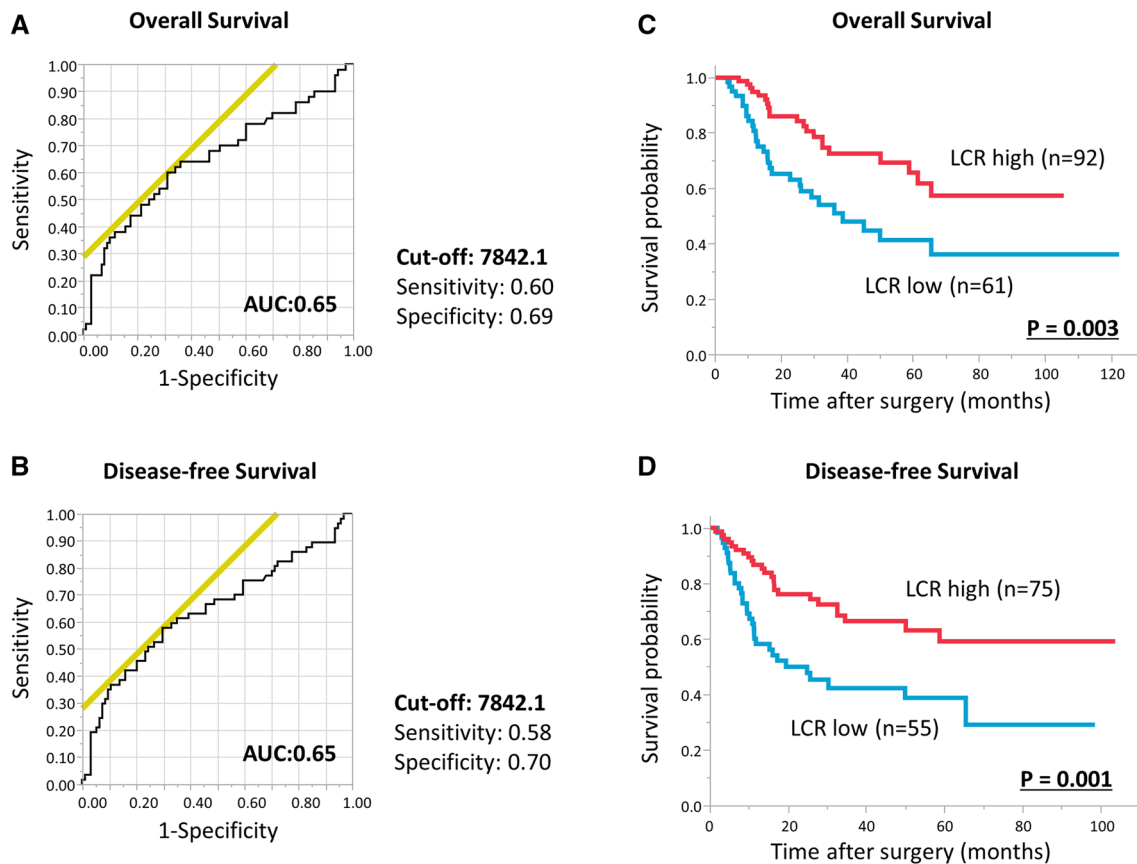 A
Overall Survival
1.00
0.90
0.80
0.70
0.60
0.50
0.40
0.30
0.20
0.10
0.00
Sensitivity
AUC:0.65
0.00 0.20 0.40 0.60 0.80 1.00
1-Specificity
Cut-off: 7842.1
Sensitivity: 0.60
Specificity: 0.69
C
Overall Survival
1.0
0.8
0.6
0.4
0.2
0.0
Survival probability
LCR high (n=92)
LCR low (n=61)
P = 0.003
0 20 40 60 80 100 120
Time after surgery (months)
B
Disease-free Survival
1.00
0.90
0.80
0.70
0.60
0.50
0.40
0.30
0.20
0.10
0.00
Sensitivity
AUC:0.65
0.00 0.20 0.40 0.60 0.80 1.00
1-Specificity
Cut-off: 7842.1
Sensitivity: 0.58
Specificity: 0.70
D
Disease-free Survival
1.0
0.8
0.6
0.4
0.2
0.0
Survival probability
LCR high (n=75)
LCR low (n=55)
P = 0.001
0 20 40 60 80 100
Time after surgery (months)